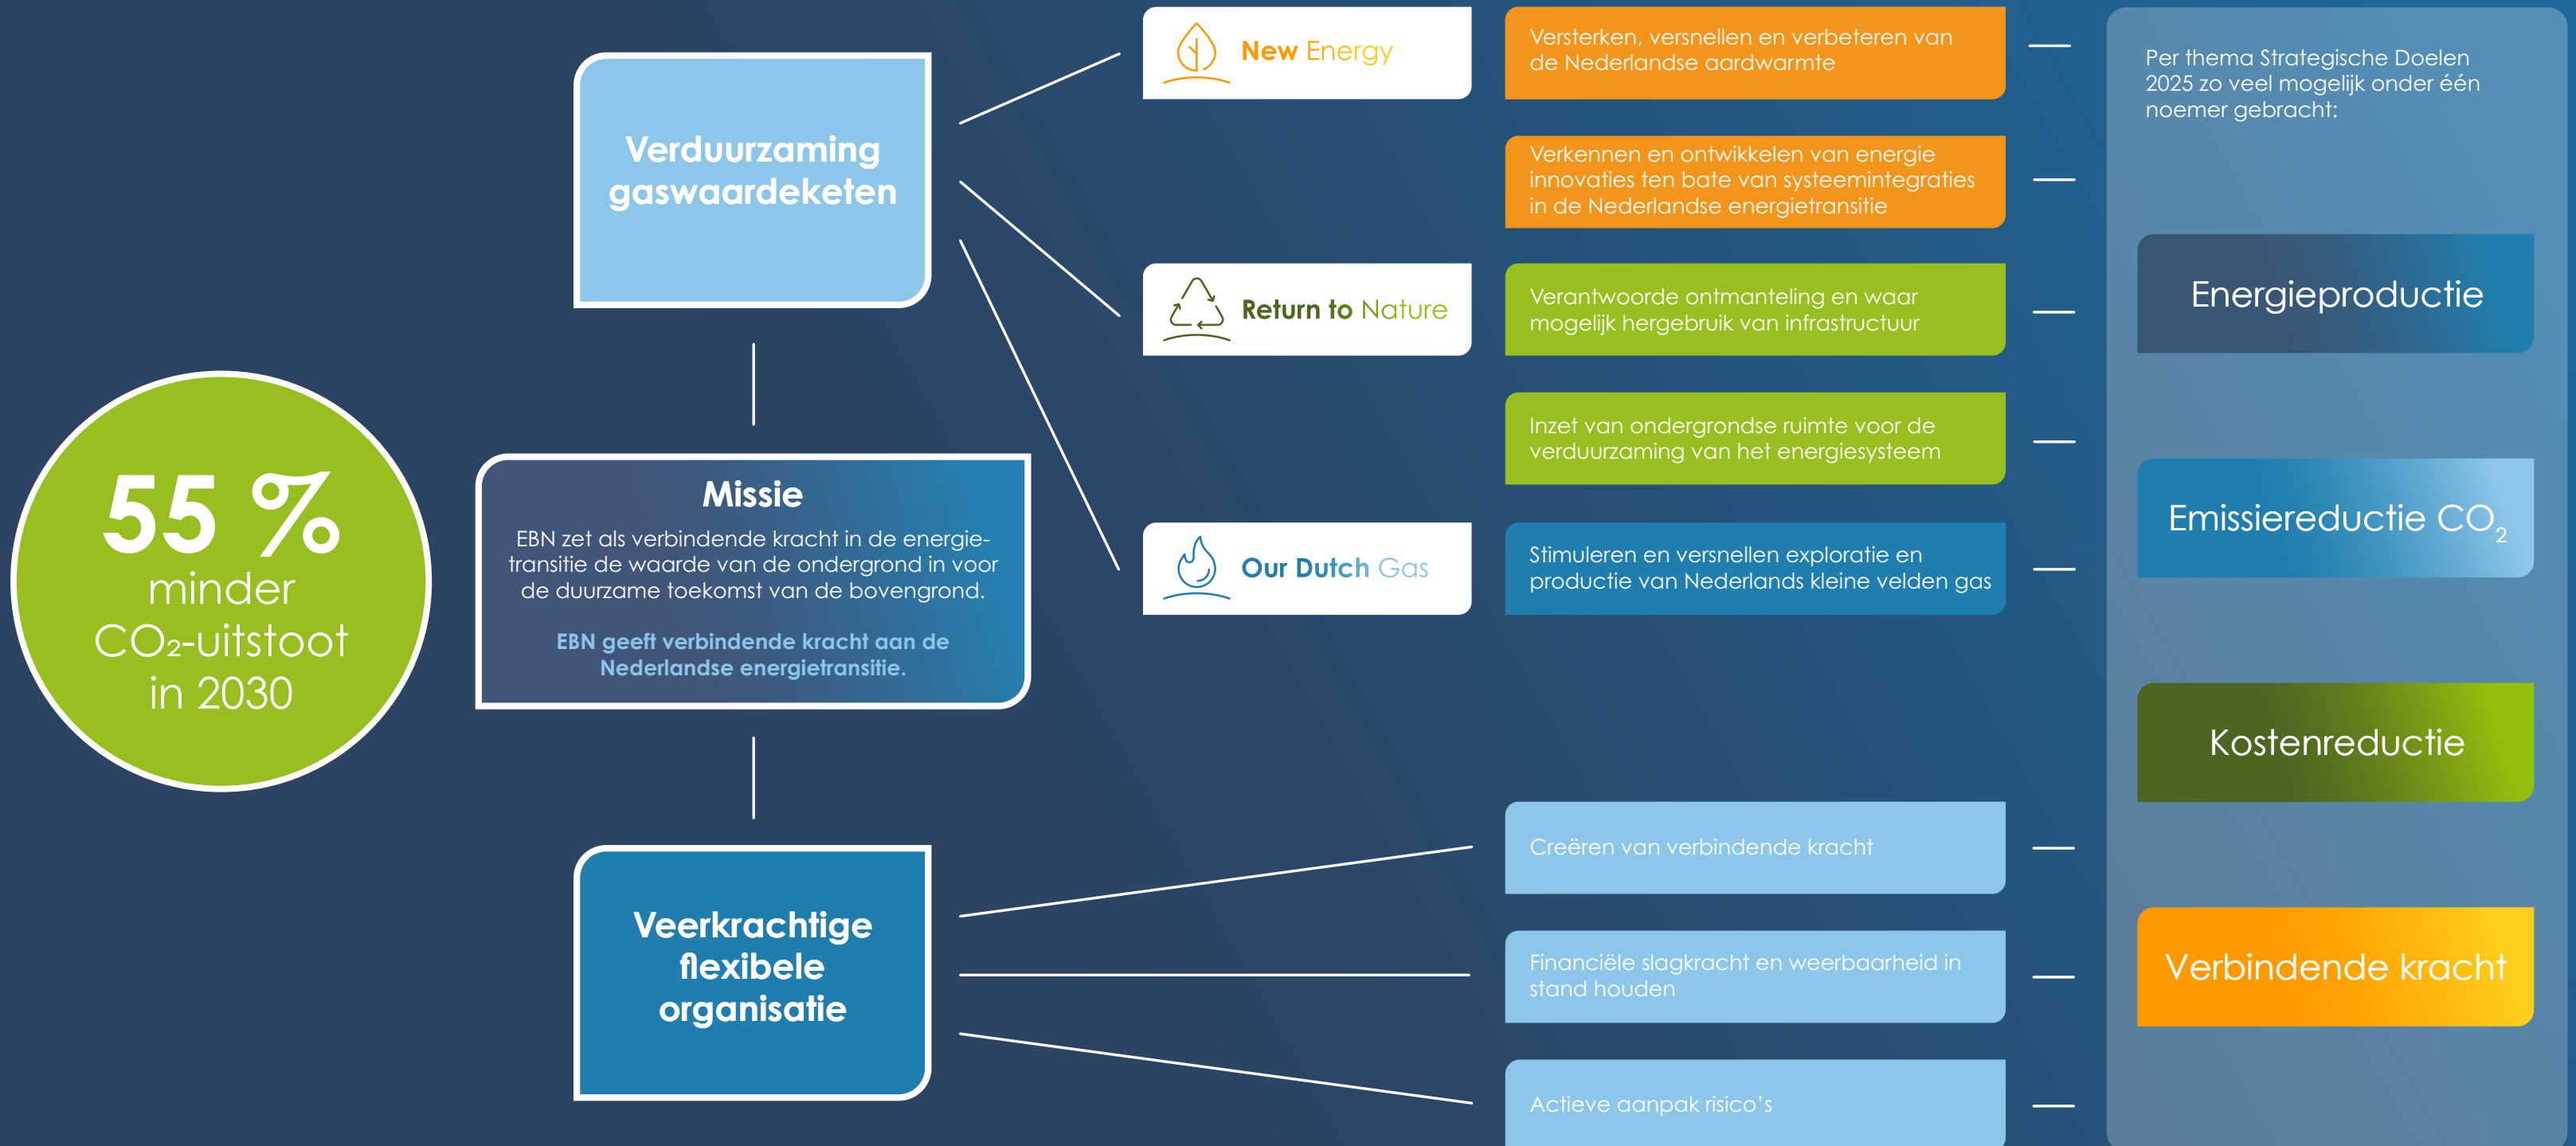 55 %
minder
CO₂-uitstoot
in 2030
Verduurzaming
gaswaardeketen
Missie
EBN zet als verbindende kracht in de energie-
transitie de waarde van de ondergrond in voor
de duurzame toekomst van de bovengrond.
EBN geeft verbindende kracht aan de
Nederlandse energietransitie.
Veerkrachtige
flexibele
organisatie
New Energy
Versterken, versnellen en verbeteren van
de Nederlandse aardwarmte
Verkennen en ontwikkelen van energie
innovaties ten bate van systeemintegraties
in de Nederlandse energietransitie
Return to Nature
Verantwoorde ontmanteling en waar
mogelijk hergebruik van infrastructuur
Inzet van ondergrondse ruimte voor de
verduurzaming van het energiesysteem
Our Dutch Gas
Stimuleren en versnellen exploratie en
productie van Nederlands kleine velden gas
Creëren van verbindende kracht
Financiële slagkracht en weerbaarheid in
stand houden
Actieve aanpak risico’s
Per thema Strategische Doelen
2025 zo veel mogelijk onder één
noemer gebracht:
Energieproductie
Emissiereductie CO₂
Kostenreductie
Verbindende kracht